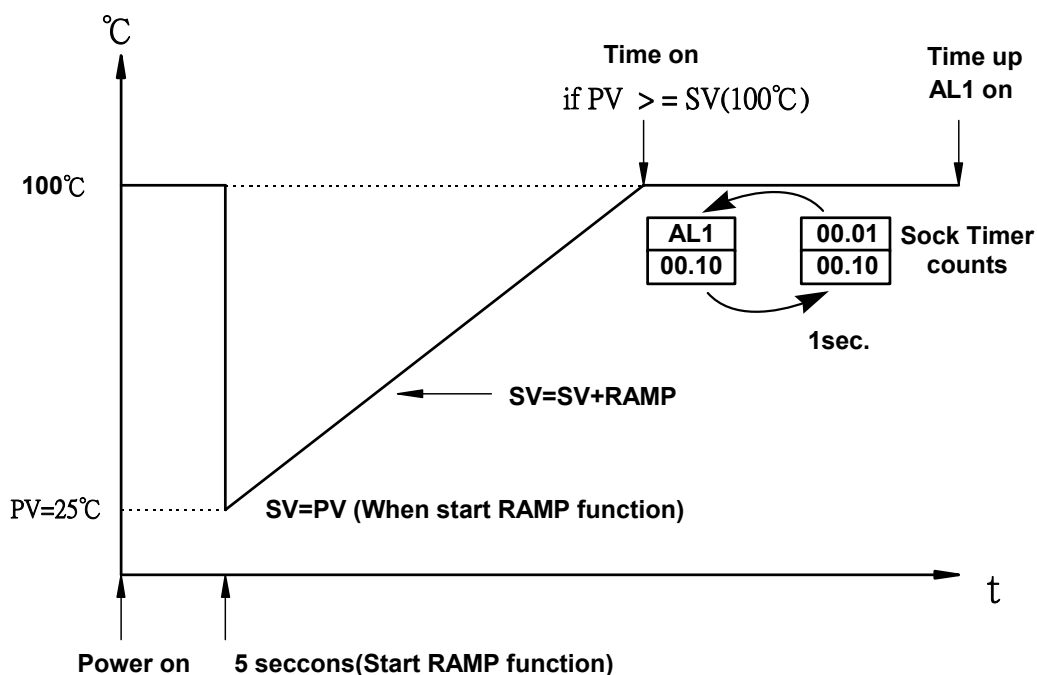 ℃
Time on
if PV >= SV(100℃)
Time up
AL1 on
100℃
AL1
00.10
00.01
00.10
Sock Timer
counts
1sec.
SV=SV+RAMP
PV=25℃
SV=PV (When start RAMP function)
t
Power on
5 seccons(Start RAMP function)